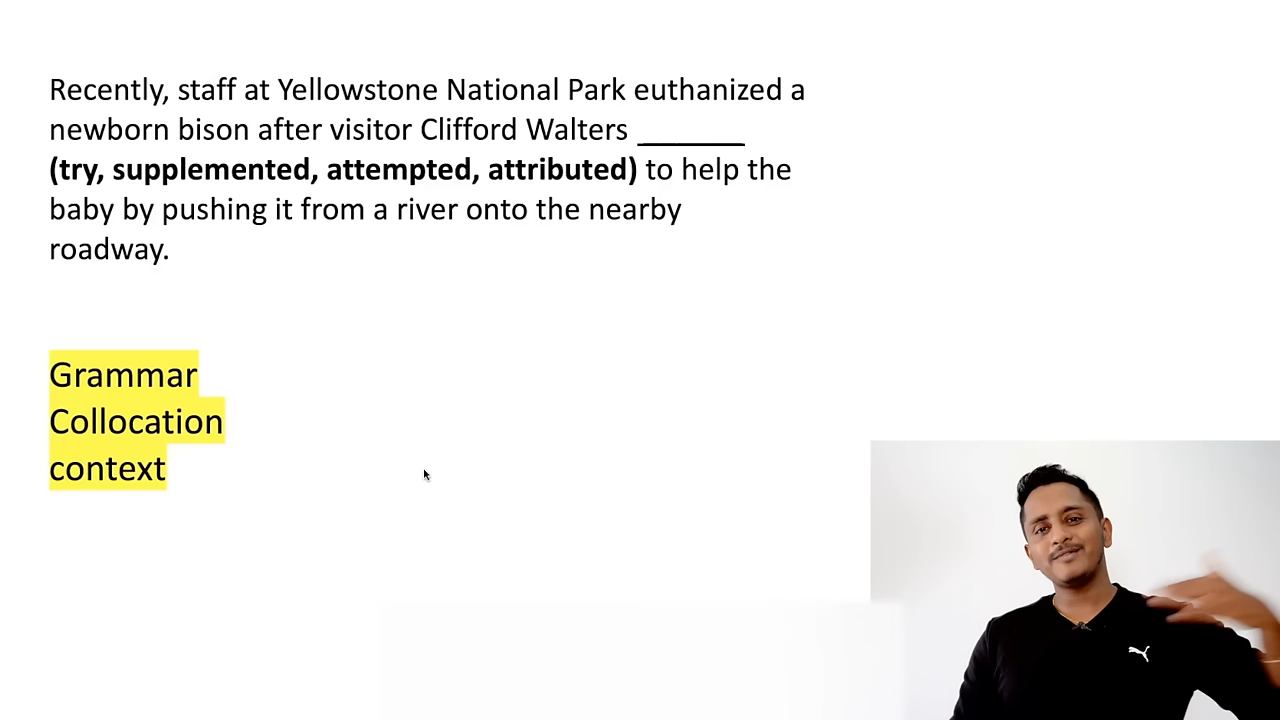 Recently, staff at Yellowstone National Park euthanized a
newborn bison after visitor Clifford Walters _______
(try, supplemented, attempted, attributed) to help the
baby by pushing it from a river onto the nearby
roadway.
Grammar
Collocation
context